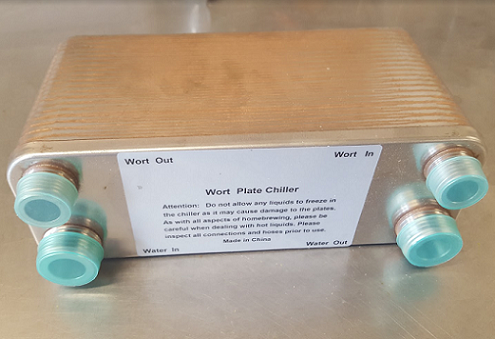 Wort Out
Wort In
Wort Plate Chiller
Attention: Do not allow any liquids to freeze in
the chiller as it may cause damage to the plates.
As with all aspects of homebrewing, please be
careful when dealing with hot liquids. Please
inspect all connections and hoses prior to use.
Made in China
Water In
Water Out